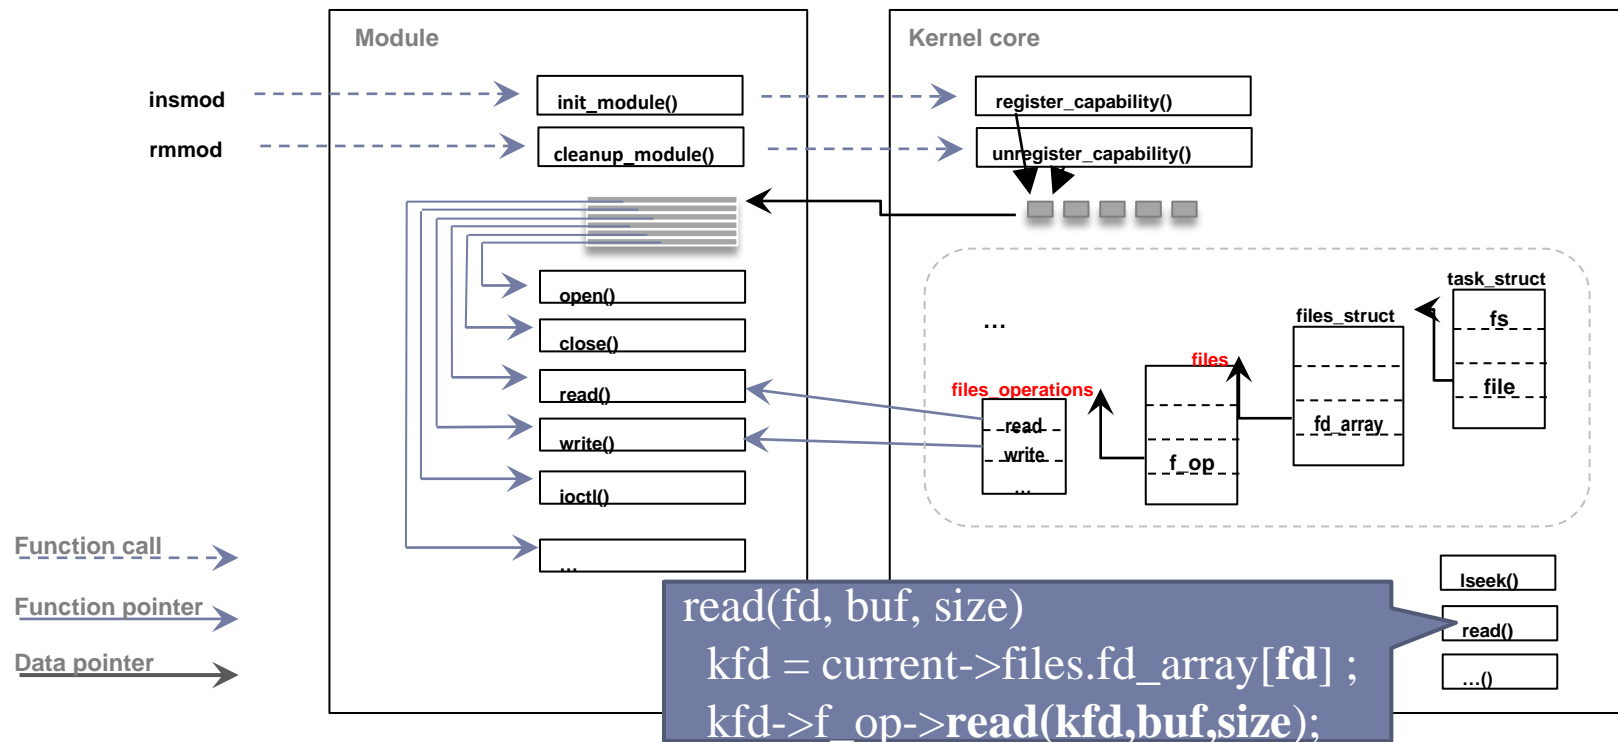 Module
Kernel core
insmod
init_module()
register_capability()
rmmod
cleanup_module()
unregister_capability()
open()
close()
read()
write()
ioctl()
...
...
task_struct
fs
file
files_struct
fd_array
files
f_op
files_operations
read
write
...
Function call
Function pointer
Data pointer
lseek()
read()
...()
read(fd, buf, size)
kfd = current->files.fd_array[fd] ;
kfd->f_op->read(kfd,buf,size);